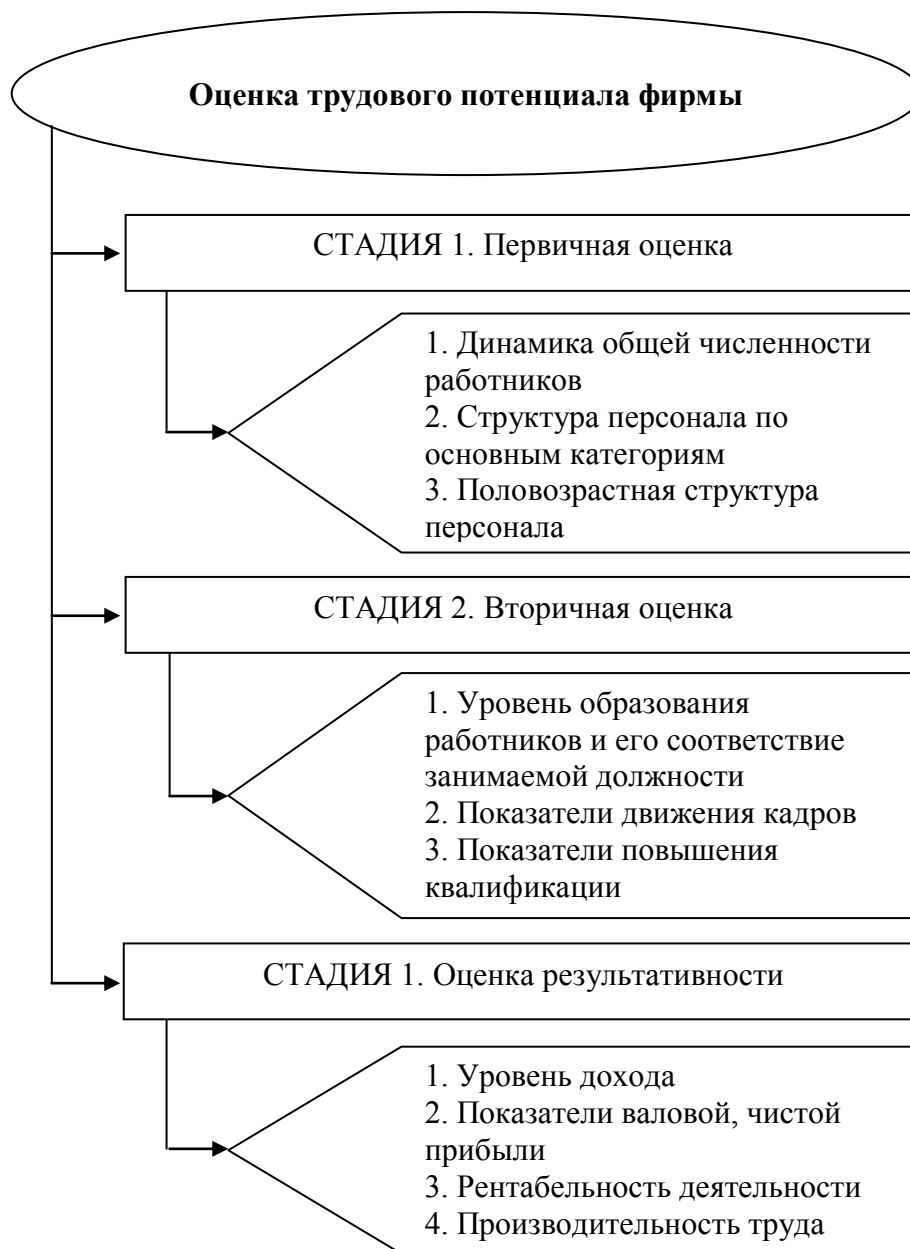 Оценка трудового потенциала фирмы
СТАДИЯ 1. Первичная оценка
1. Динамика общей численности
работников
2. Структура персонала по
основным категориям
3. Половозрастная структура
персонала
СТАДИЯ 2. Вторичная оценка
1. Уровень образования
работников и его соответствие
занимаемой должности
2. Показатели движения кадров
3. Показатели повышения
квалификации
СТАДИЯ 1. Оценка результативности
1. Уровень дохода
2. Показатели валовой, чистой
прибыли
3. Рентабельность деятельности
4. Производительность труда